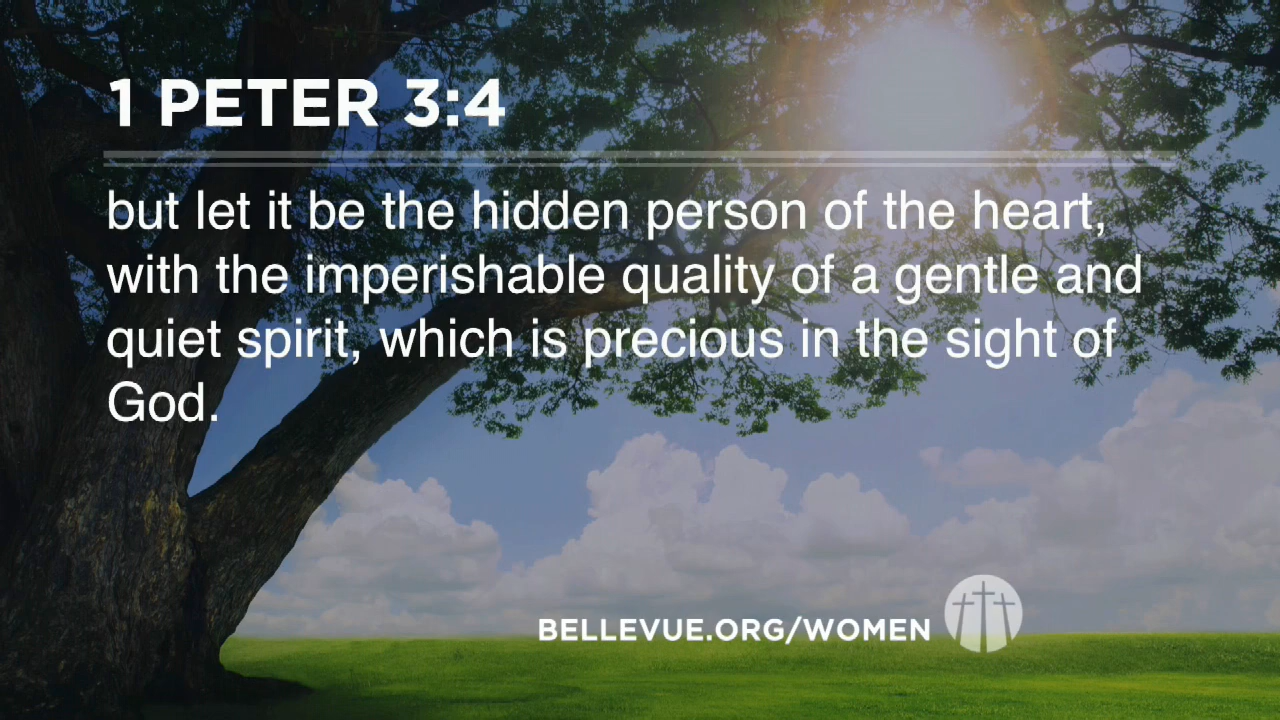 1 PETER 3:4
but let it be the hidden person of the heart,
with the imperishable quality of a gentle and
quiet spirit, which is precious in the sight of
God.
BELLEVUE.ORG/WOMEN